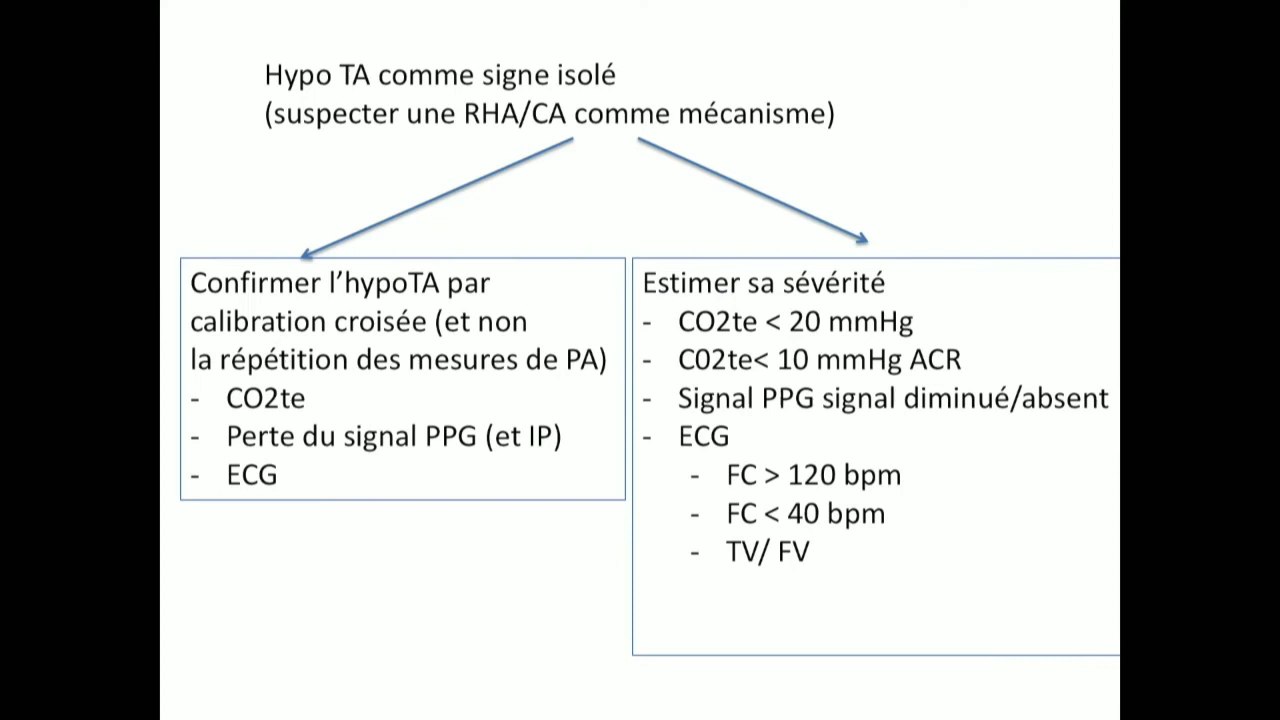 Hypo TA comme signe isolé
(suspecter une RHA/CA comme mécanisme)
Confirmer l’hypoTA par
calibration croisée (et non
la répétition des mesures de PA)
- CO2te
- Perte du signal PPG (et IP)
- ECG
Estimer sa sévérité
- CO2te < 20 mmHg
- C02te< 10 mmHg ACR
- Signal PPG signal diminué/absent
- ECG
- FC > 120 bpm
- FC < 40 bpm
- TV/ FV